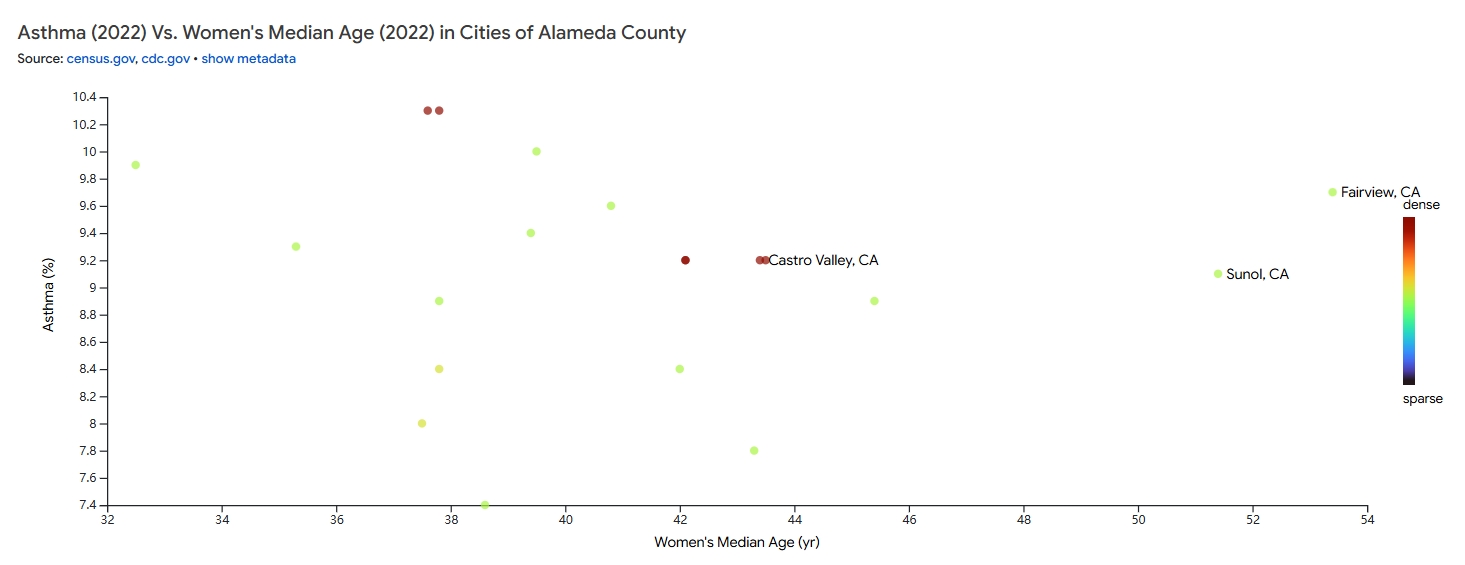 Asthma (2022) Vs. Women's Median Age (2022) in Cities of Alameda County
Source: census.gov, cdc.gov • show metadata
10.4
10.2
10
9.8
9.6
9.4
9.2
9
8.8
8.6
8.4
8.2
8
7.8
7.6
7.4
Asthma (%)
Fairview, CA
Castro Valley, CA
Sunol, CA
dense
sparse
32 34 36 38 40 42 44 46 48 50 52 54
Women's Median Age (yr)